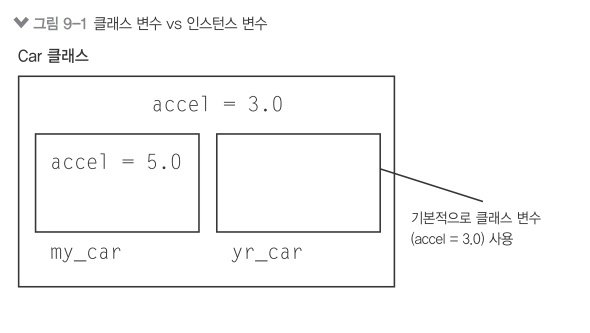 그림 9-1 클래스 변수 vs 인스턴스 변수
Car 클래스
accel = 3.0
accel = 5.0
my_car
yr_car
기본적으로 클래스 변수
(accel = 3.0) 사용